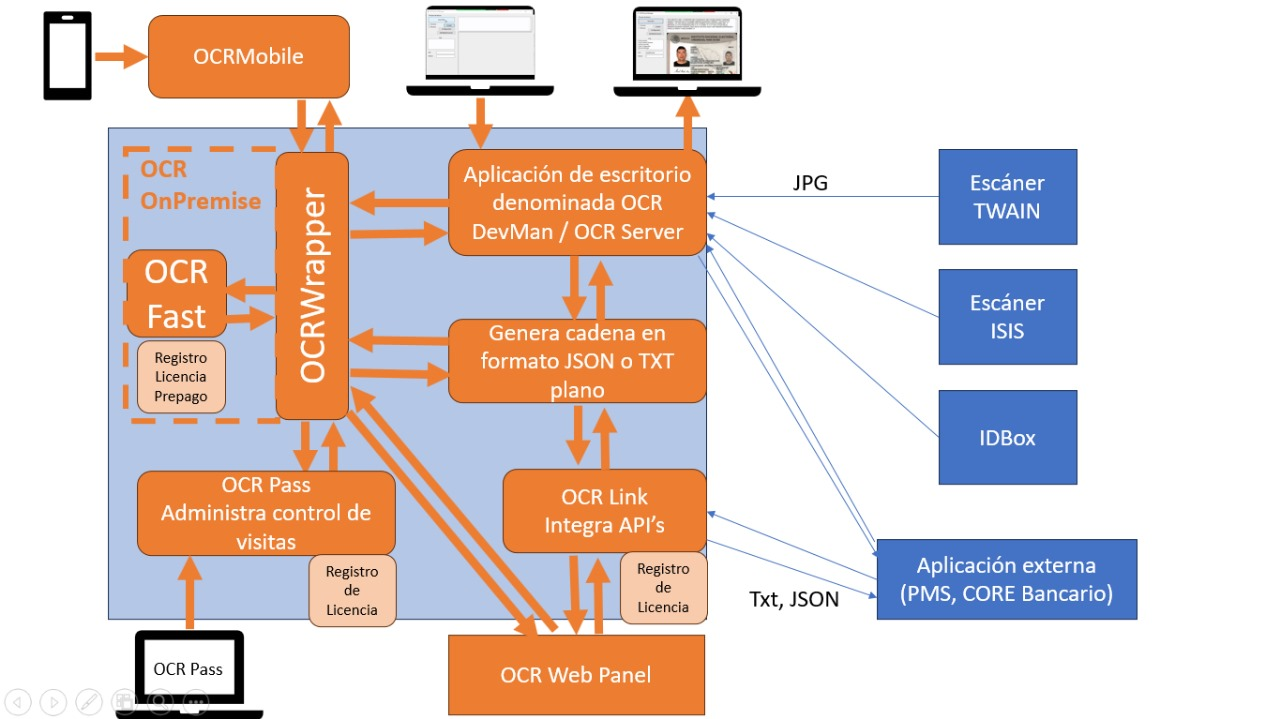 OCRMobile
OCR
OnPremise
OCRWrapper
OCR
Fast
Registro
Licencia
Prepago
Aplicación de escritorio
denominada OCR
DevMan / OCR Server
Genera cadena en
formato JSON o TXT
plano
OCR Link
Integra API's
Registro
de
Licencia
OCR Pass
Administra control de
visitas
Registro
de
Licencia
OCR Pass
OCR Web Panel
JPG
Escáner
TWAIN
Escáner
ISIS
IDBox
Aplicación externa
(PMS, CORE Bancario)
Txt, JSON